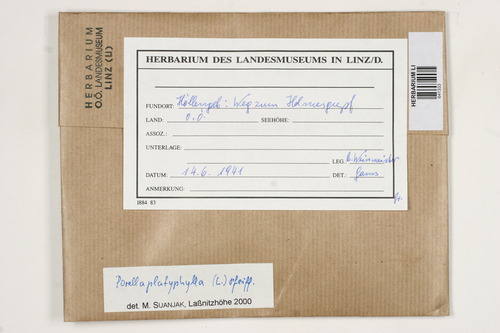 HERBARIUM
O.Ö. LANDESMUSEUM
LINZ (LI)
HERBARIUM DES LANDESMUSEUMS IN LINZ/D.
FUNDORT: Höllengeb.: Weg zum
LAND: O.Ö. SEEHÖHE:
ASSOZ.:
UNTERLAGE:
LEG.
DATUM: 14.6. 1941 DET.: Gams
ANMERKUNG:
1884 83
HERBARIUM LI
Porella platyphylla (L.) Pfeiff.
det. M. SUANJAK, Laßnitzhöhe 2000